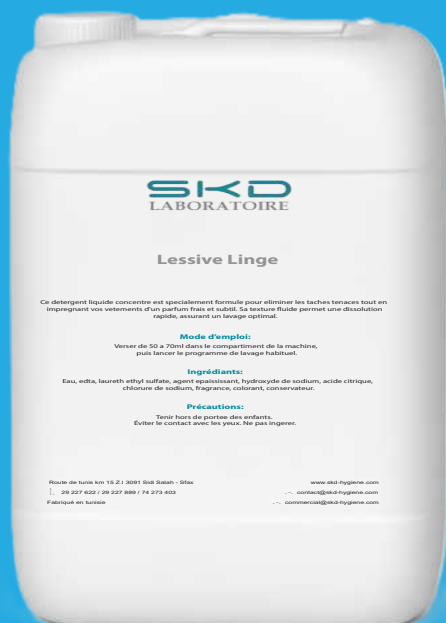 SKD
LABORATOIRE
Lessive Linge
Ce detergent liquide concentre est specialement formule pour eliminer les taches tenaces tout en
impregnant vos vetements d'un parfum frais et subtil. Sa texture fluide permet une dissolution
rapide, assurant un lavage optimal.
Mode d'emploi:
Verser de 50 a 70ml dans le compartiment de la machine,
puis lancer le programme de lavage habituel.
Ingrédiants:
Eau, edta, laureth ethyl sulfate, agent epaississant, hydroxyde de sodium, acide citrique,
chlorure de sodium, fragrance, colorant, conservateur.
Précautions:
Tenir hors de portee des enfants.
Éviter le contact avec les yeux. Ne pas ingerer.
Route de tunis km 15 Z.I 3091 Sidi Salah - Sfax
29 227 622 / 29 227 889 / 74 273 403
Fabriqué en tunisie
www.skd-hygiene.com
contact@skd-hygiene.com
commercial@skd-hygiene.com